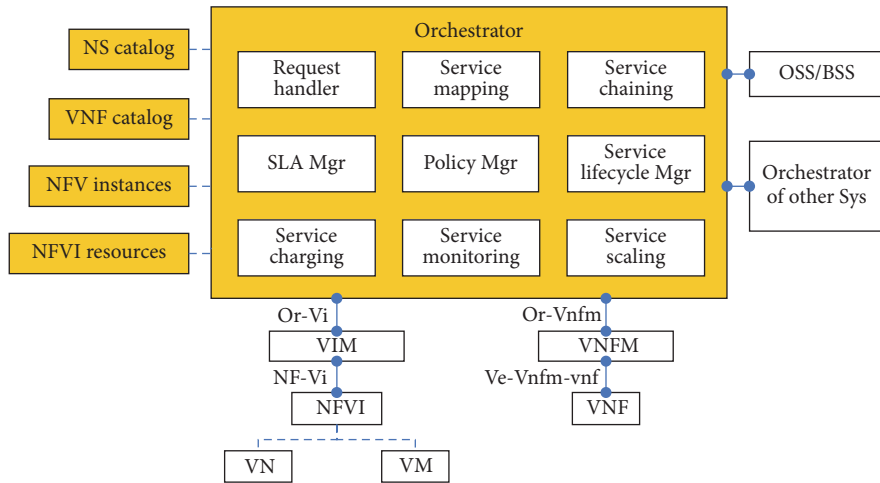 Orchestrator
NS catalog
VNF catalog
NFV instances
NFVI resources
Request
handler
Service
mapping
Service
chaining
SLA Mgr
Policy Mgr
Service
lifecycle Mgr
Service
charging
Service
monitoring
Service
scaling
OSS/BSS
Orchestrator
of other Sys
Or-Vi
VIM
NF-Vi
NFVI
VN
VM
Or-Vnfm
VNFM
Ve-Vnfm-vnf
VNF